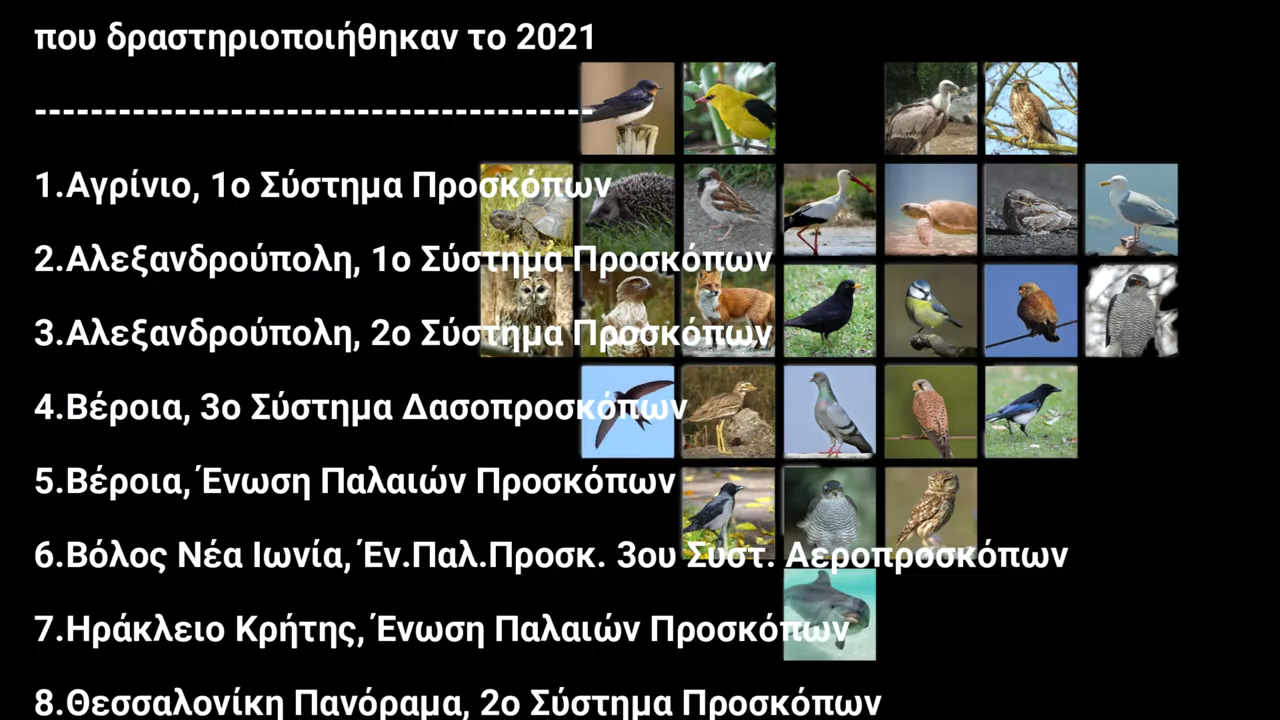 που δραστηριοποιήθηκαν το 2021
----------------------------------------
1.Αγρίνιο, 1ο Σύστημα Προσκόπων
2.Αλεξανδρούπολη, 1ο Σύστημα Προσκόπων
3.Αλεξανδρούπολη, 2ο Σύστημα Προσκόπων
4.Βέροια, 3ο Σύστημα Δασοπροσκόπων
5.Βέροια, Ένωση Παλαιών Προσκόπων
6.Βόλος Νέα Ιωνία, Έν.Παλ.Προσκ. 3ου Συστ. Αεροπροσκόπων
7.Ηράκλειο Κρήτης, Ένωση Παλαιών Προσκόπων
8.Θεσσαλονίκη Πανόραμα, 2ο Σύστημα Προσκόπων